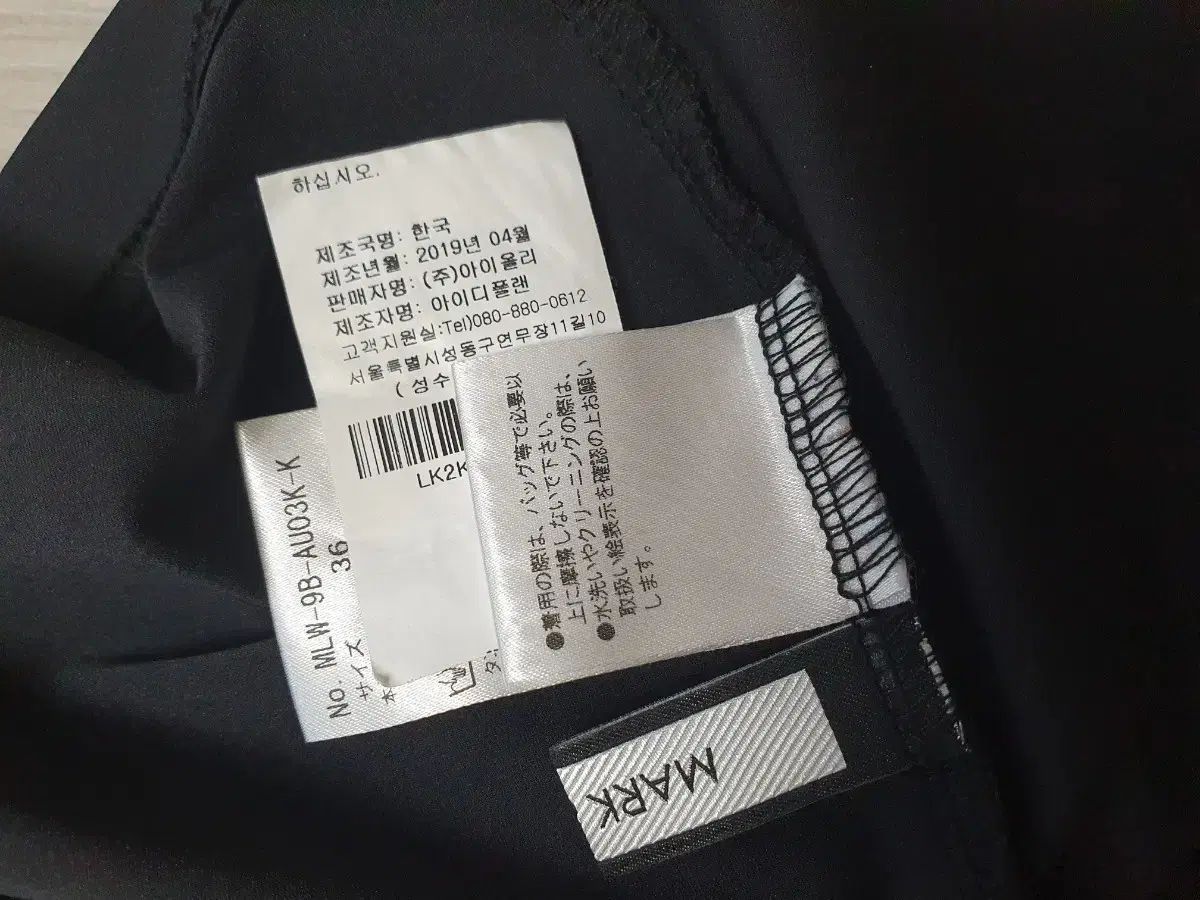 하십시오.
제조국명: 한국
제조년월: 2019년 04월
판매자명: (주)아이올리
제조자명: 아이디플랜
고객지원실:Tel)080-880-0612
서울특별시성동구연무장11길10
(성수
LK2K
No. MLW-9B-AU03K-K
サイズ 36
本
タ
●着用の際は、バッグ等で必要以
上に摩擦しないで下さい。
●水洗いやクリーニングの際は、
取扱い絵表示を確認の上お願い
します。
MARK